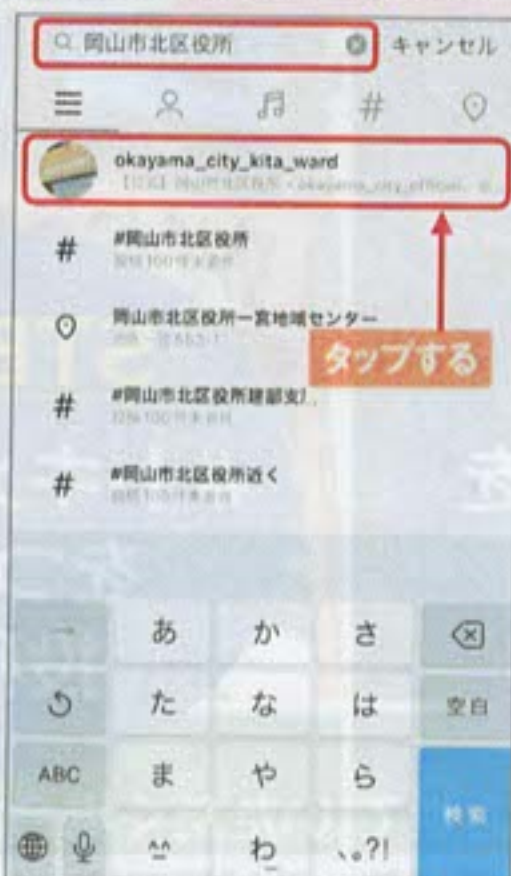 岡山市北区役所 キャンセル
#
okayama_city_kita_ward
#
#岡山市北区役所
岡山市北区役所一宮地域センター
タップする
#
#岡山市北区役所建部支
#
#岡山市北区役所近く
→ あ か さ
た な は 空白
ABC ま や ら
検索
^^ わ 、。?!